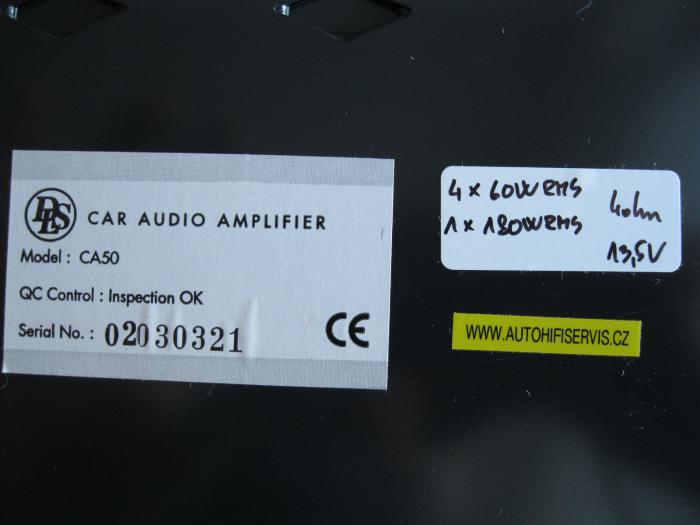 DLS CAR AUDIO AMPLIFIER
Model : CA50
QC Control : Inspection OK
Serial No. : 02030321
CE
4 x 60W RMS
1 x 180W RMS
4ohm
13,5V
WWW.AUTOHIFISERVIS.CZ